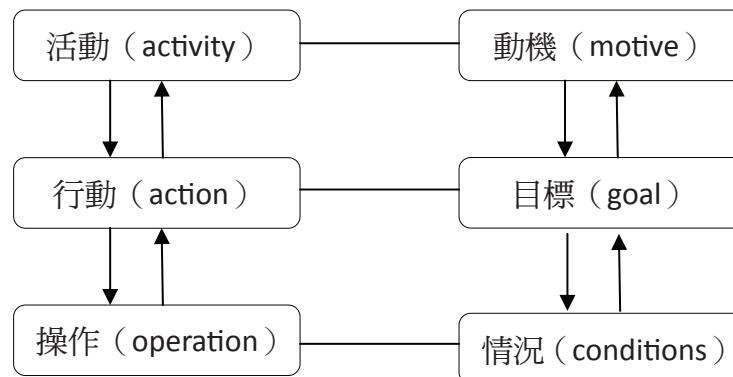 活動（activity）
動機（motive）
行動（action）
目標（goal）
操作（operation）
情況（conditions）